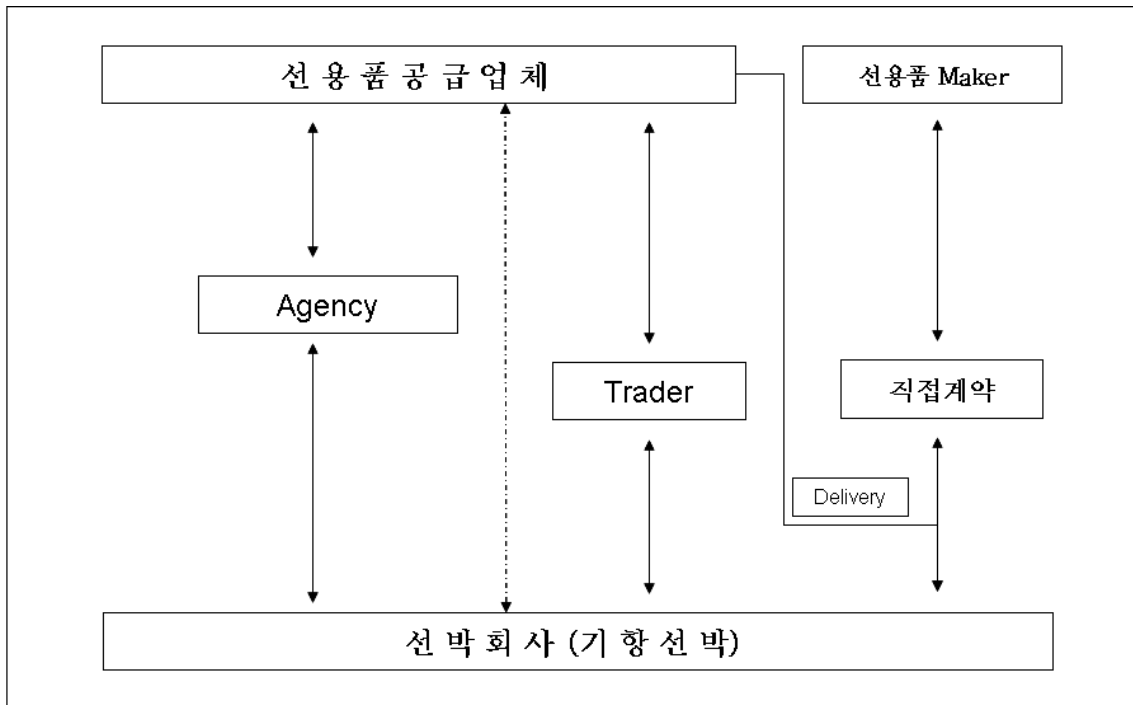 선 용 품 공 급 업 체
선용품 Maker
Agency
Trader
직접계약
Delivery
선 박 회 사 (기 항 선 박)